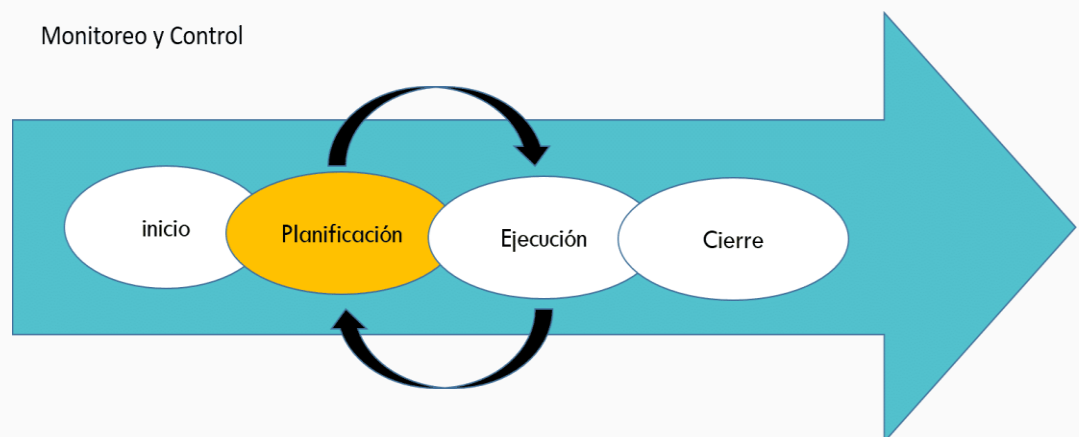 Monitoreo y Control
inicio
Planificación
Ejecución
Cierre